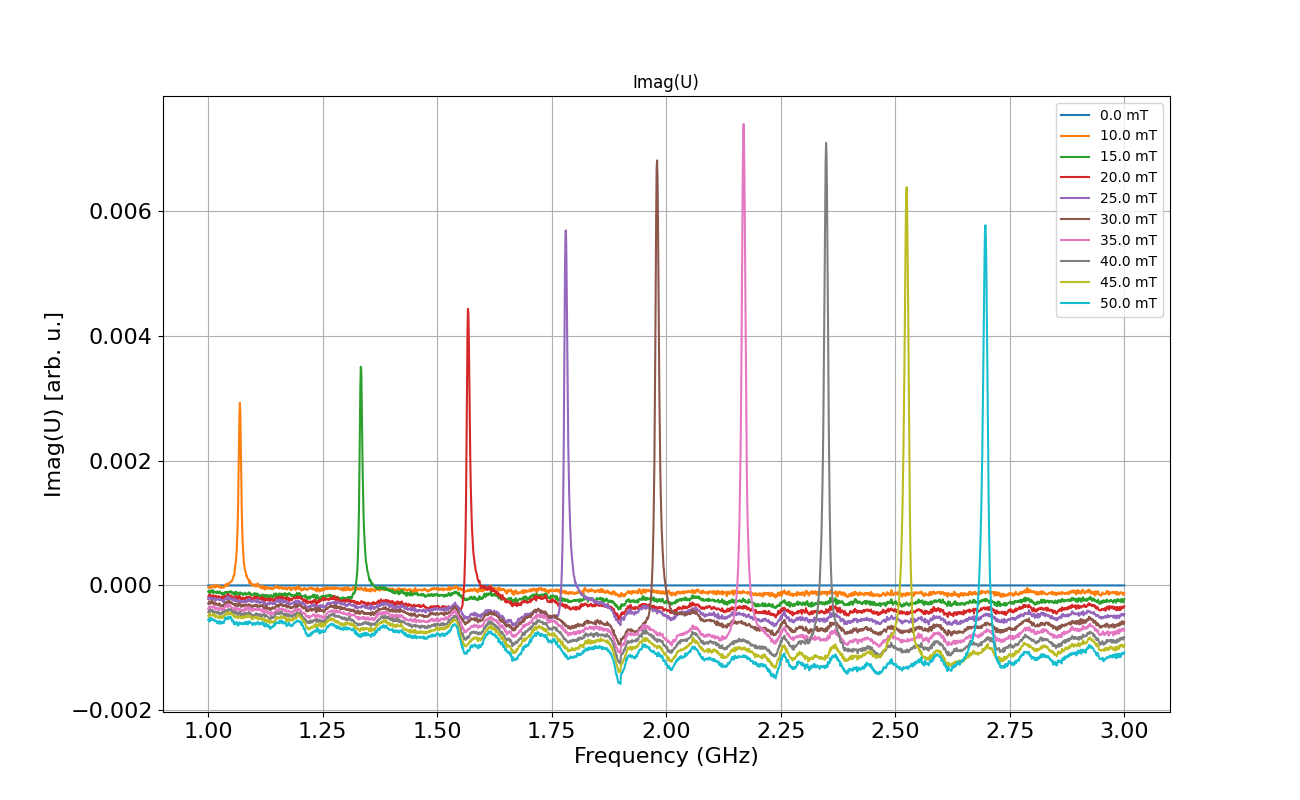 Imag(U)
0.0 mT
10.0 mT
15.0 mT
20.0 mT
25.0 mT
30.0 mT
35.0 mT
40.0 mT
45.0 mT
50.0 mT
Imag(U) [arb. u.]
0.006
0.004
0.002
0.000
−0.002
1.00 1.25 1.50 1.75 2.00 2.25 2.50 2.75 3.00
Frequency (GHz)